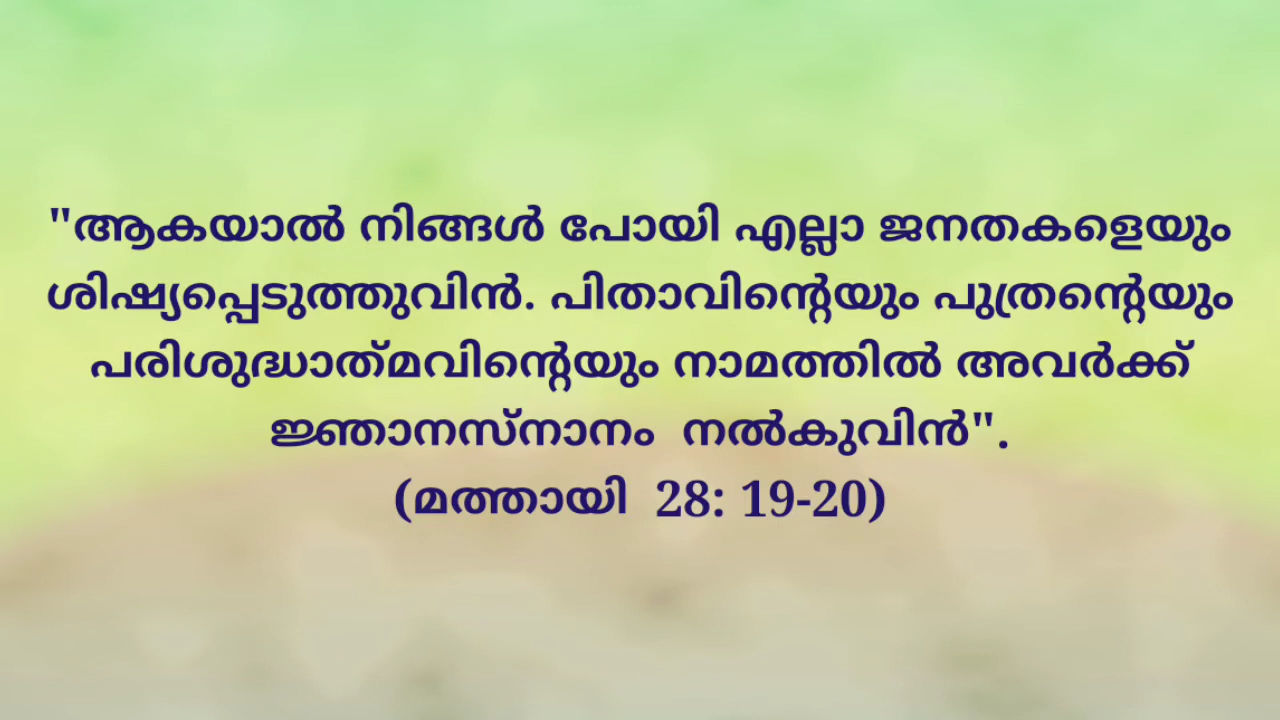 "ആകയാൽ നിങ്ങൾ പോയി എല്ലാ ജനതകളെയും
ശിഷ്യപ്പെടുത്തുവിൻ. പിതാവിന്റെയും പുത്രന്റെയും
പരിശുദ്ധാത്‌മവിന്റെയും നാമത്തിൽ അവർക്ക്
ജ്ഞാനസ്നാനം  നൽകുവിൻ".
(മത്തായി  28: 19-20)